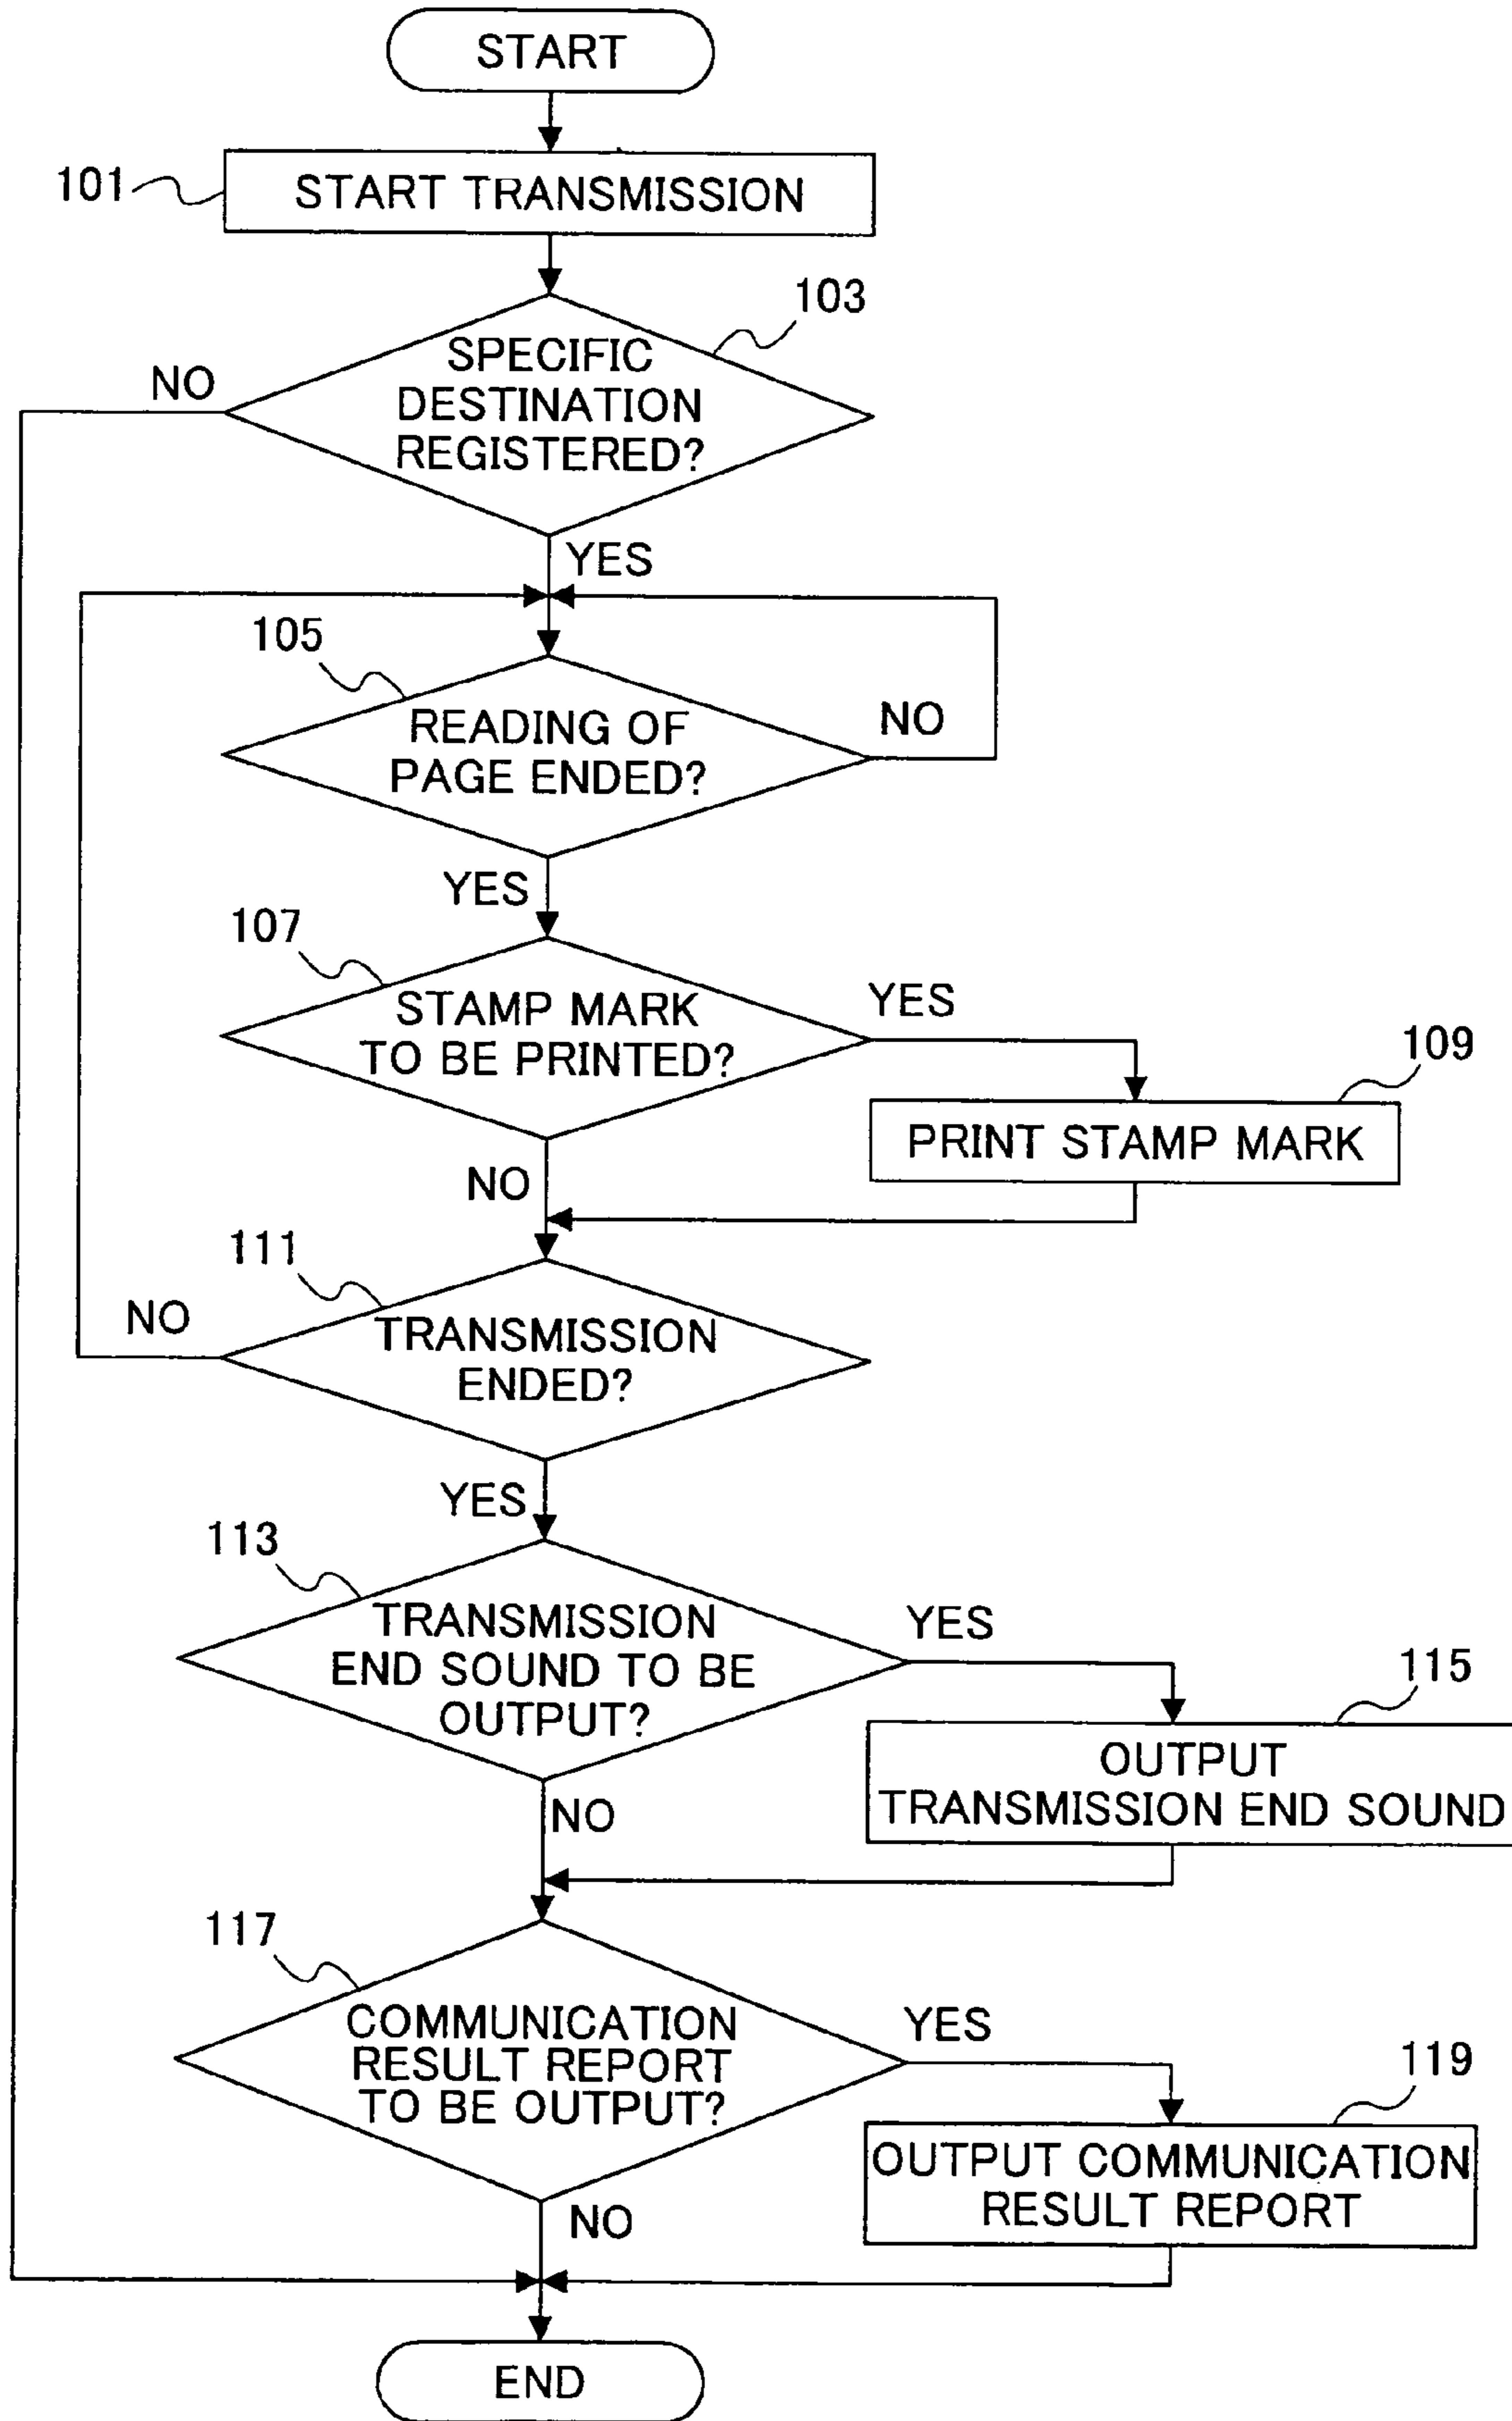 START
101
START TRANSMISSION
103
SPECIFIC
DESTINATION
REGISTERED?
NO
YES
105
READING OF
PAGE ENDED?
NO
YES
107
STAMP MARK
TO BE PRINTED?
YES
109
PRINT STAMP MARK
NO
111
TRANSMISSION
ENDED?
NO
YES
113
TRANSMISSION
END SOUND TO BE
OUTPUT?
YES
115
OUTPUT
TRANSMISSION END SOUND
NO
117
COMMUNICATION
RESULT REPORT
TO BE OUTPUT?
YES
119
OUTPUT COMMUNICATION
RESULT REPORT
NO
END